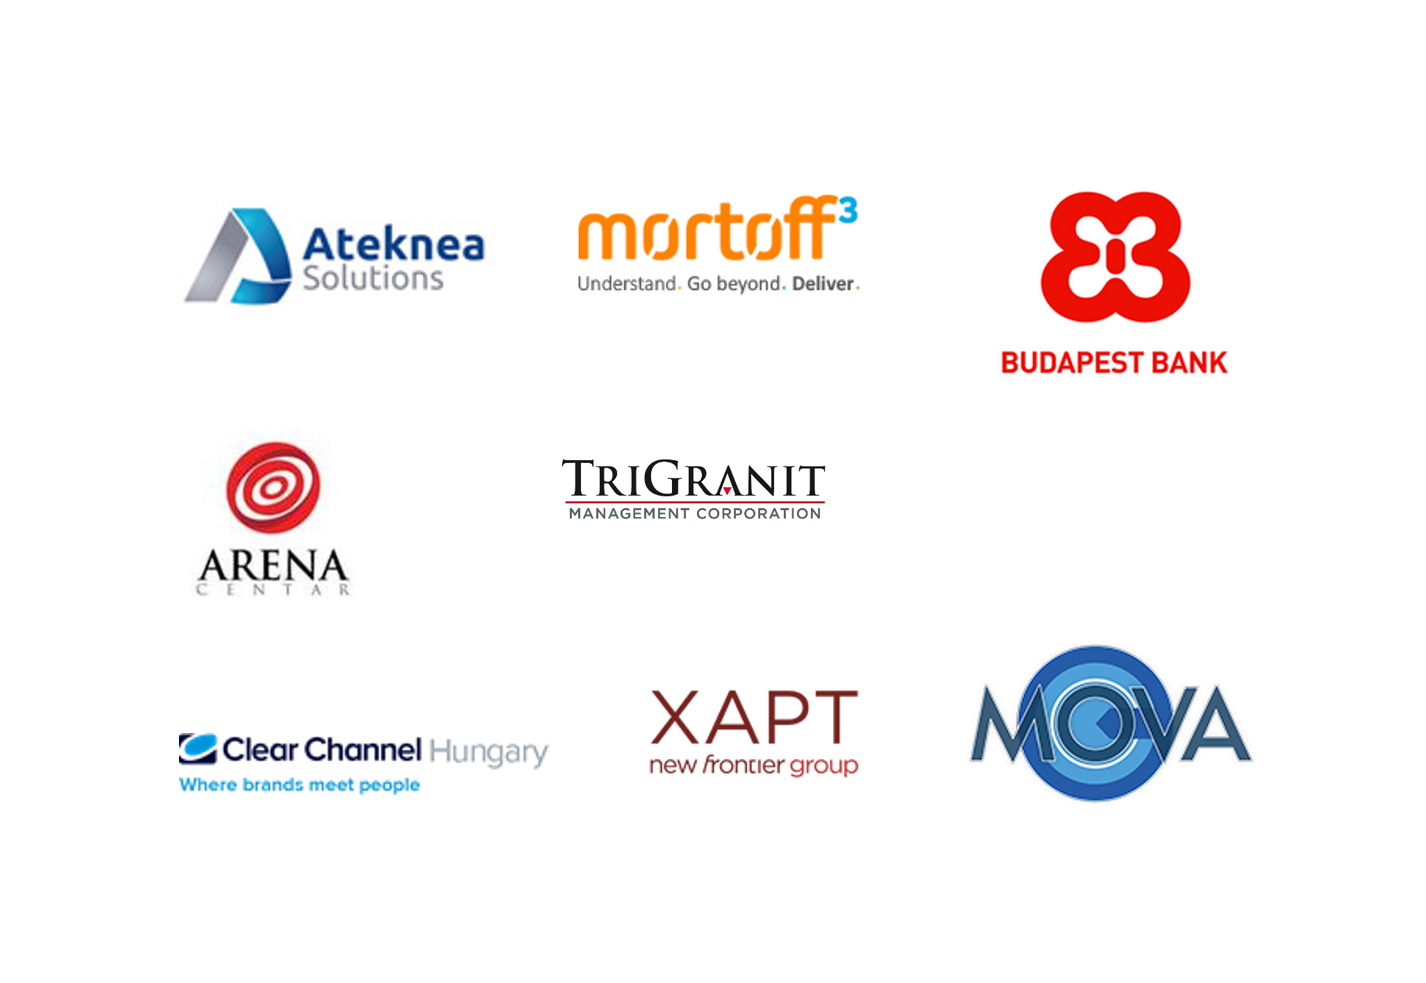 Ateknea
Solutions
mortoff3
Understand. Go beyond. Deliver.
BUDAPEST BANK
ARENA
CENTAR
TRIGRANIT
MANAGEMENT CORPORATION
Clear Channel Hungary
Where brands meet people
XAPT
new frontier group
MOVA